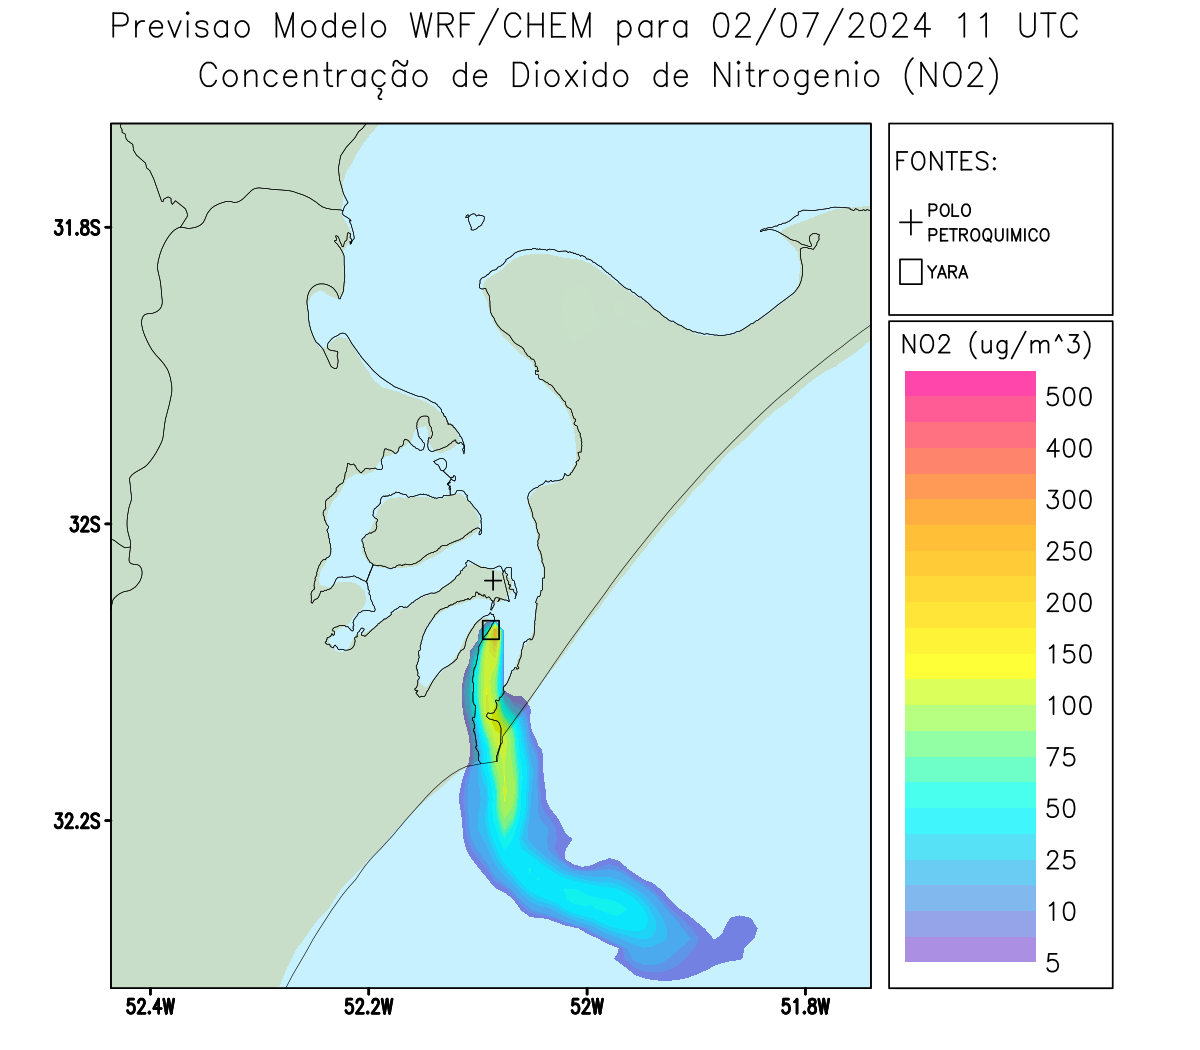 Previsao Modelo WRF/CHEM para 02/07/2024 11 UTC
Concentração de Dioxido de Nitrogenio (NO2)
FONTES:
POLO
PETROQUIMICO
YARA
NO2 (ug/m^3)
500
400
300
250
200
150
100
75
50
25
10
5
31.8S
32S
32.2S
52.4W
52.2W
52W
51.8W